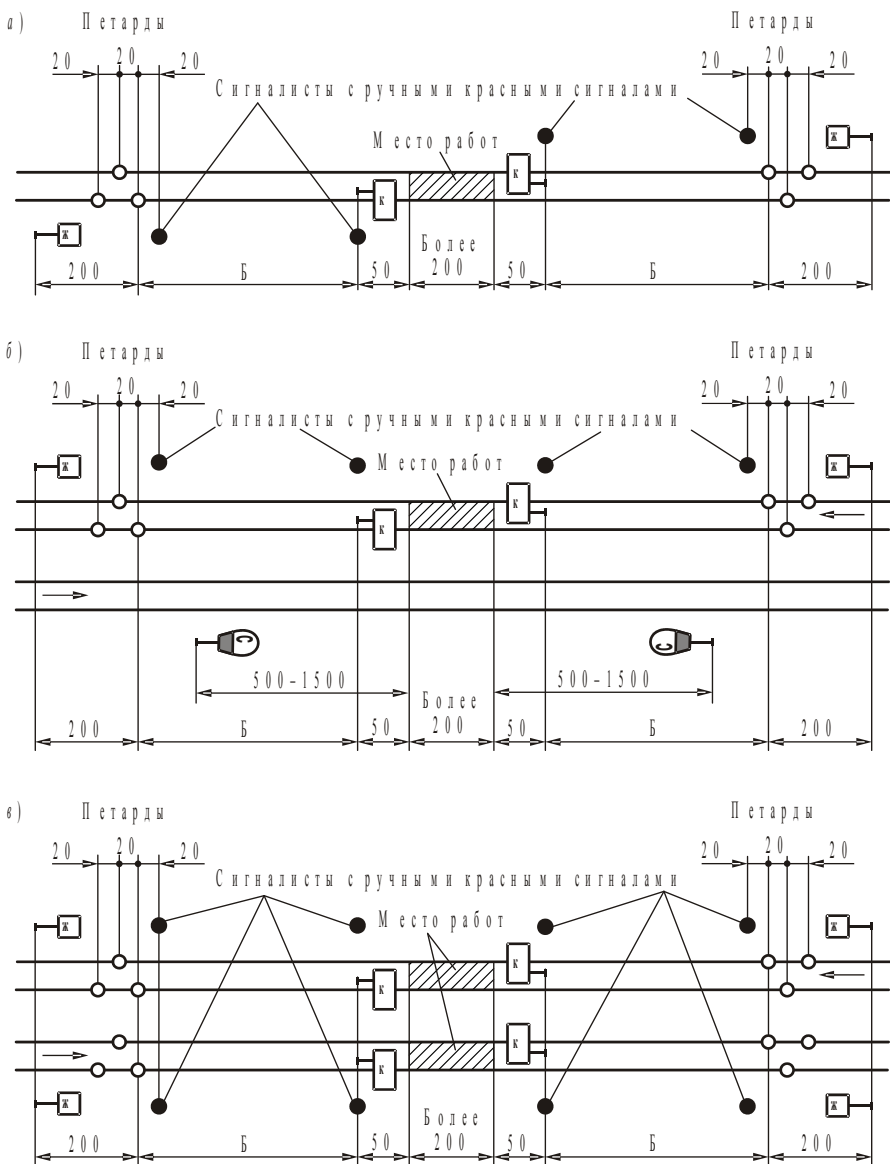 а)
Петарды Петарды
20 20 20 20 20 20
Сигналисты с ручными красными сигналами
Место работ
Ж
К К
Ж
Более
200 Б 50 200 50 Б 200
б)
Петарды Петарды
20 20 20 20 20 20
Сигналисты с ручными красными сигналами
Ж Место работ Ж
К К
С С
500–1500 500–1500
Более
200 Б 50 200 50 Б 200
в)
Петарды Петарды
20 20 20 20 20 20
Сигналисты с ручными красными сигналами
Ж Место работ Ж
К К
К К
Ж Ж
Более
200 Б 50 200 50 Б 200